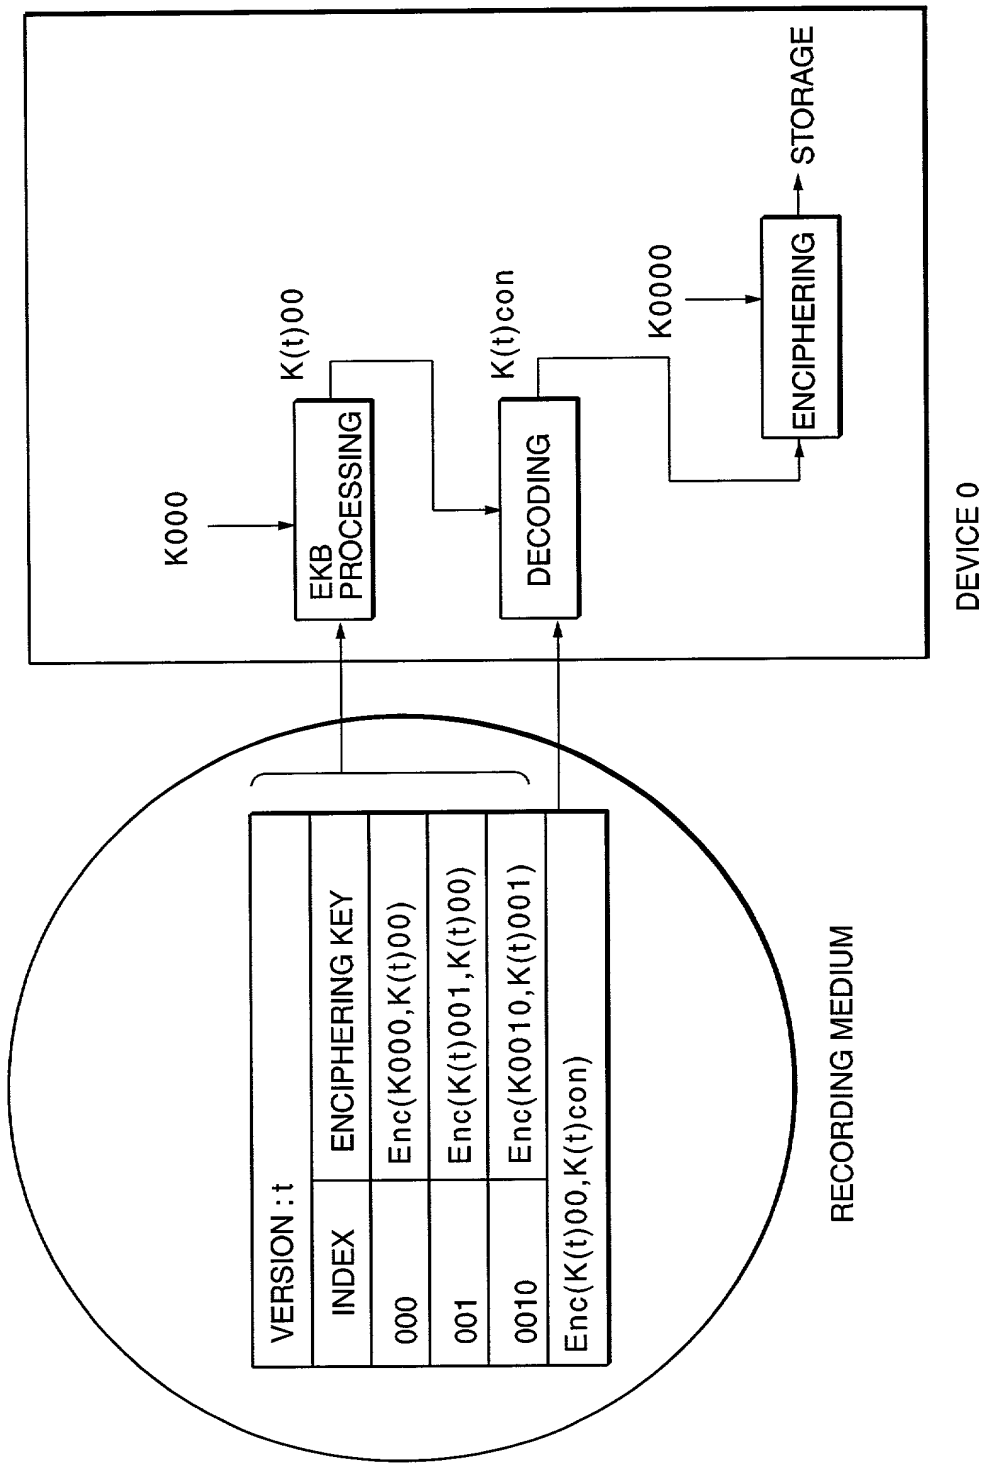 VERSION : t
INDEX ENCIPHERING KEY
000 Enc(K000,K(t)00)
001 Enc(K(t)001,K(t)00)
0010 Enc(K0010,K(t)001)
Enc(K(t)00,K(t)con)
RECORDING MEDIUM
K000
EKB
PROCESSING
K(t)00
DECODING
K(t)con
K0000
ENCIPHERING
STORAGE
DEVICE 0